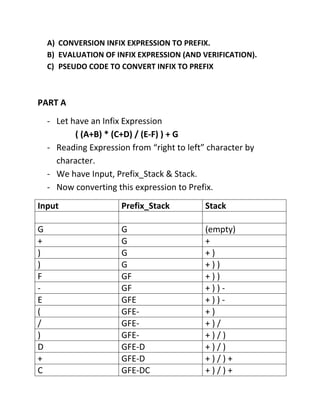 A) CONVERSION INFIX EXPRESSION TO PREFIX.
B) EVALUATION OF INFIX EXPRESSION (AND VERIFICATION).
C) PSEUDO CODE TO CONVERT INFIX TO PREFIX
PART A
- Let have an Infix Expression
( (A+B) * (C+D) / (E-F) ) + G
- Reading Expression from “right to left” character by
character.
- We have Input, Prefix_Stack & Stack.
- Now converting this expression to Prefix.
Input Prefix_Stack Stack
G G (empty)
+ G +
) G + )
) G + ) )
F GF + ) )
- GF + ) ) -
E GFE + ) ) -
( GFE- + )
/ GFE- + ) /
) GFE- + ) / )
D GFE-D + ) / )
+ GFE-D + ) / ) +
C GFE-DC + ) / ) +